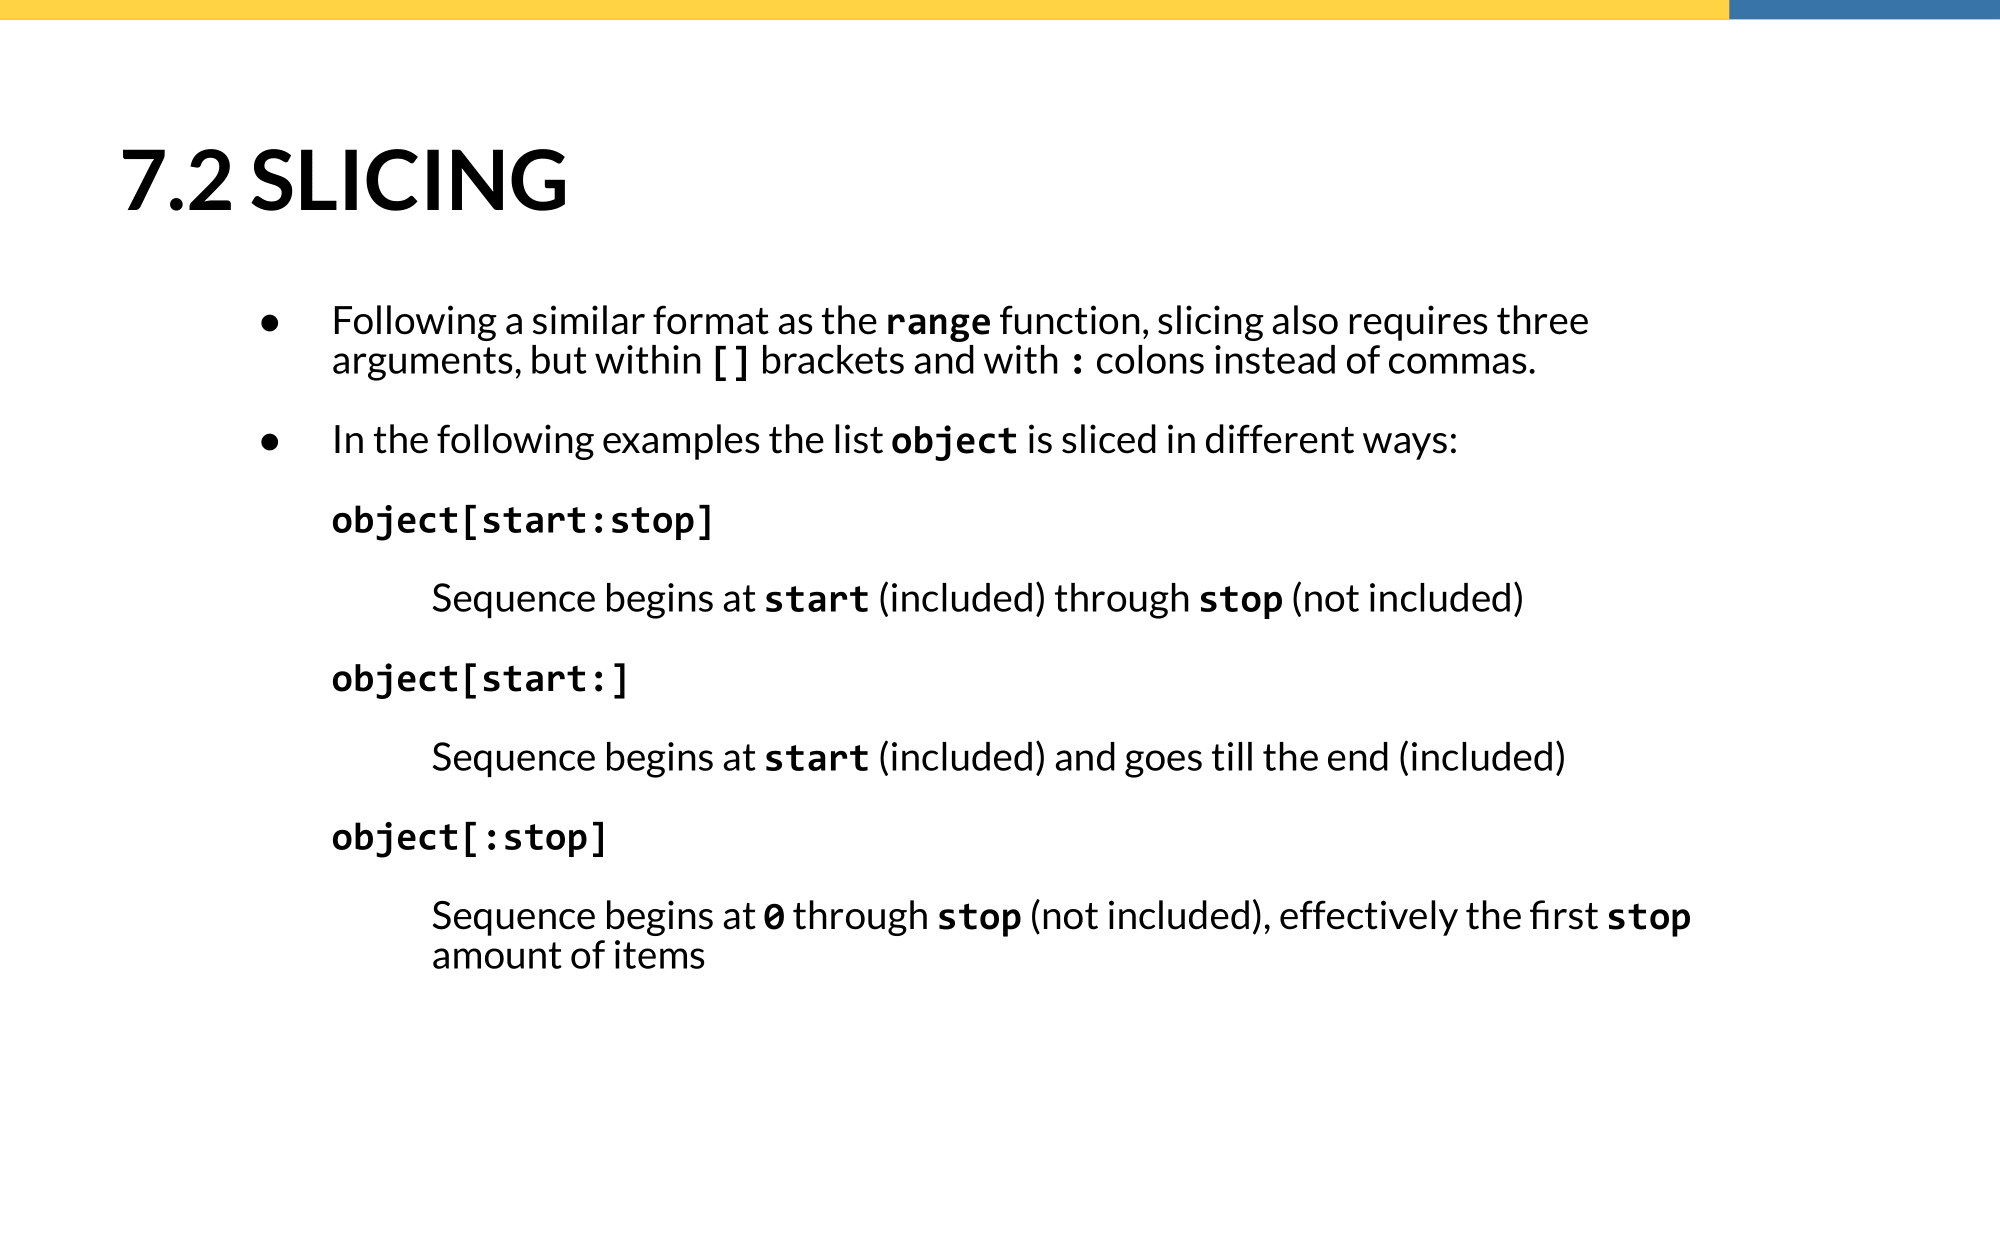 7.2 SLICING
● Following a similar format as the range function, slicing also requires three
arguments, but within [] brackets and with : colons instead of commas.
● In the following examples the list object is sliced in different ways:
object[start:stop]
Sequence begins at start (included) through stop (not included)
object[start:]
Sequence begins at start (included) and goes till the end (included)
object[:stop]
Sequence begins at 0 through stop (not included), effectively the first stop
amount of items